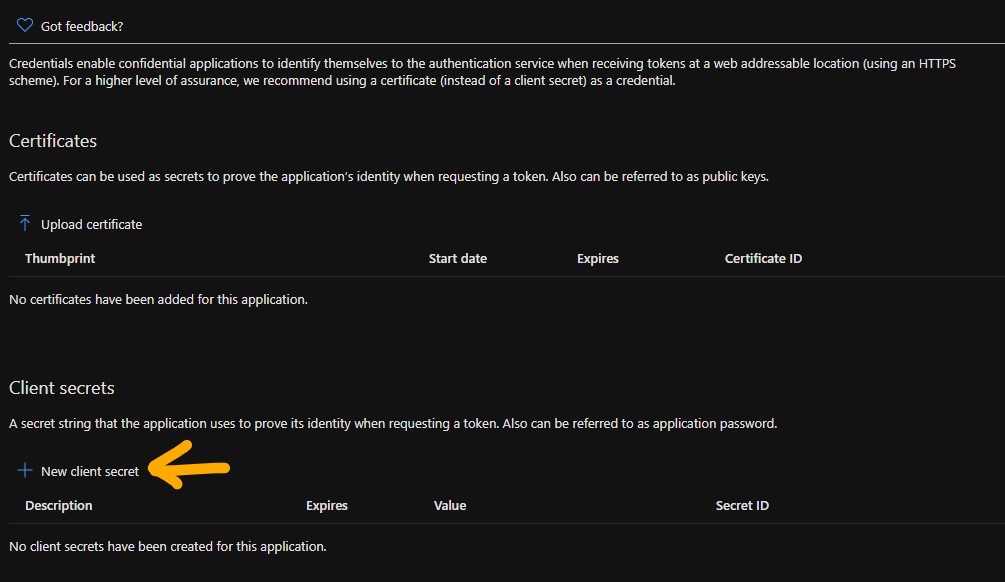 Got feedback?
Credentials enable confidential applications to identify themselves to the authentication service when receiving tokens at a web addressable location (using an HTTPS
scheme). For a higher level of assurance, we recommend using a certificate (instead of a client secret) as a credential.
Certificates
Certificates can be used as secrets to prove the application's identity when requesting a token. Also can be referred to as public keys.
Upload certificate
Thumbprint Start date Expires Certificate ID
No certificates have been added for this application.
Client secrets
A secret string that the application uses to prove its identity when requesting a token. Also can be referred to as application password.
New client secret
Description Expires Value Secret ID
No client secrets have been created for this application.